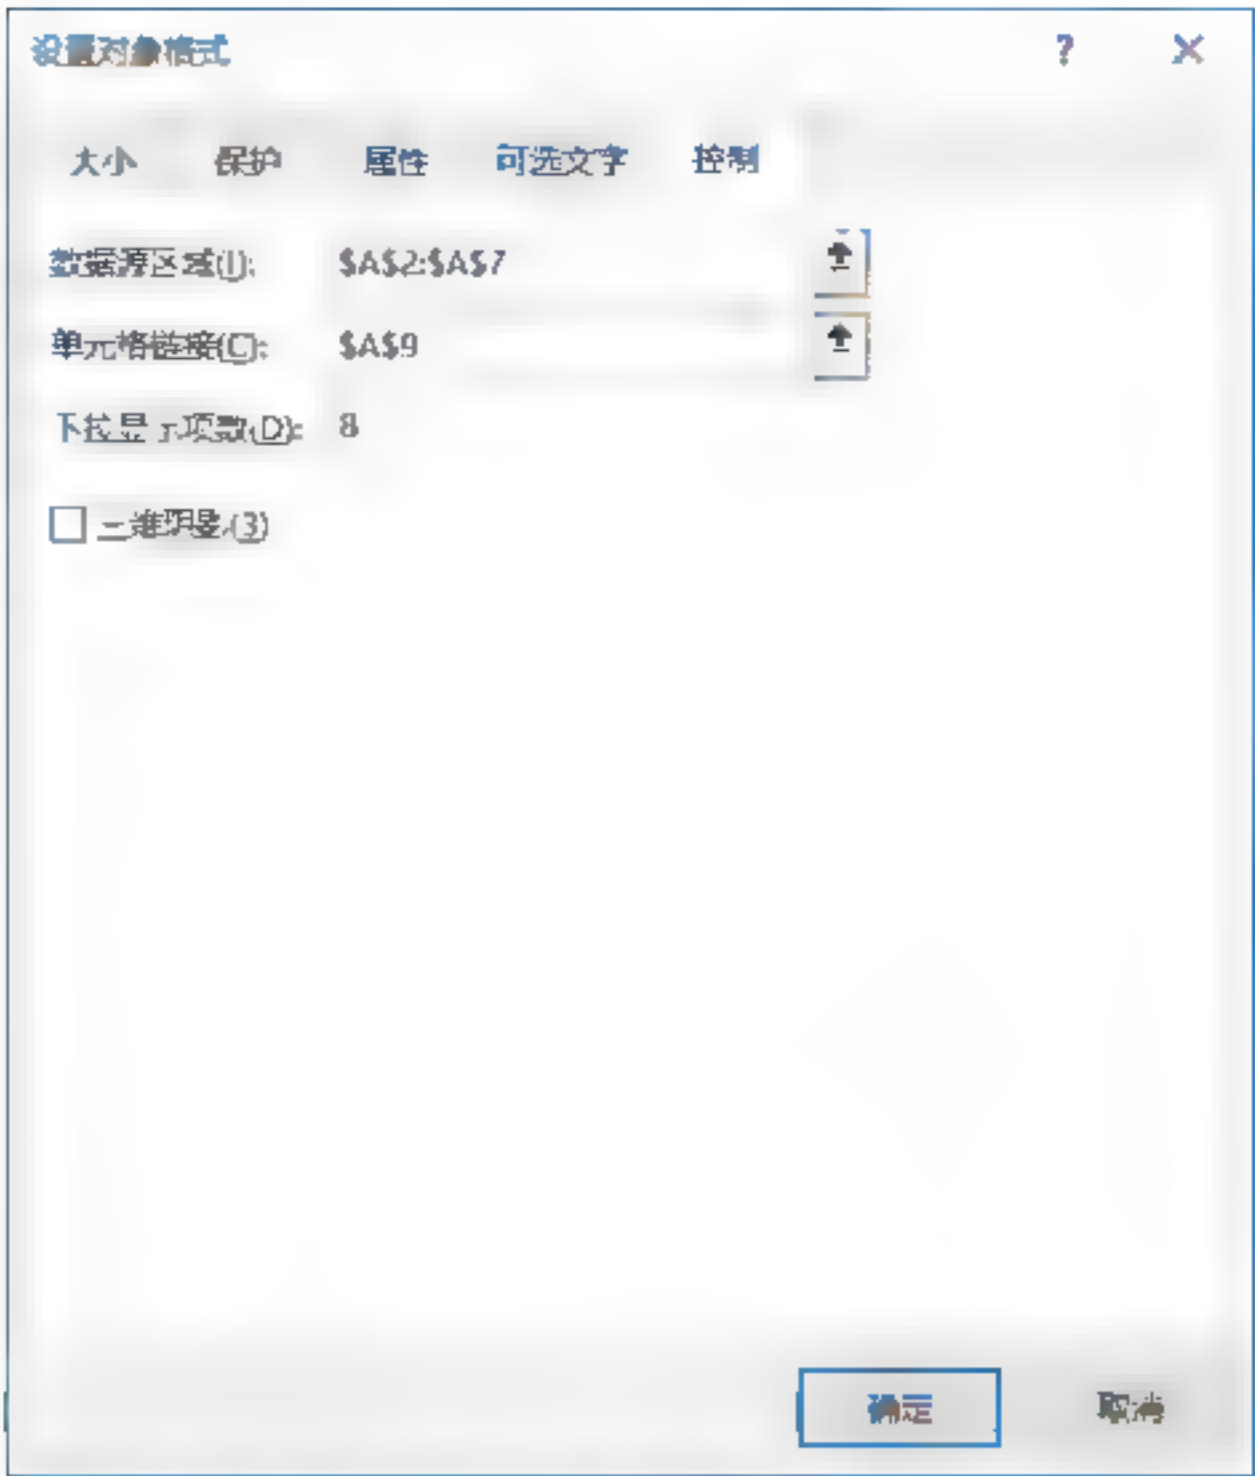 设置对象格式 ?
大小 保护 属性 可选文字 控制
数据源区域(I): $A$2:$A$7
单元格链接(C): $A$9
下拉显示项数(D): 8
三维阴影(3)
确定 取消